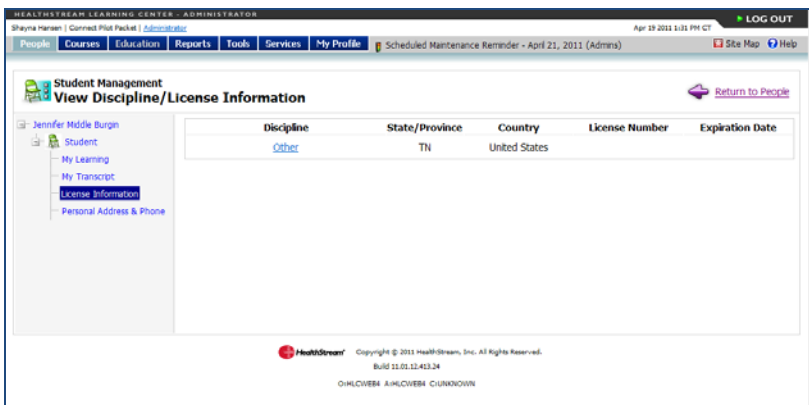 HEALTHSTREAM LEARNING CENTER - ADMINISTRATOR
LOG OUT
Shayna Hansen | Connect Pilot Packet | Administrator
Apr 19 2011 1:31 PM CT
People Courses Education Reports Tools Services My Profile Scheduled Maintenance Reminder - April 21, 2011 (Admins) Site Map Help
Student Management
View Discipline/License Information
Return to People
Jennifer Middle Burgin
Student
My Learning
My Transcript
License Information
Personal Address & Phone
Discipline State/Province Country License Number Expiration Date
Other TN United States
HealthStream Copyright © 2011 HealthStream, Inc. All Rights Reserved.
Build 11.01.12.413.24
O:HLCWEB4 A:HLCWEB4 C:UNKNOWN